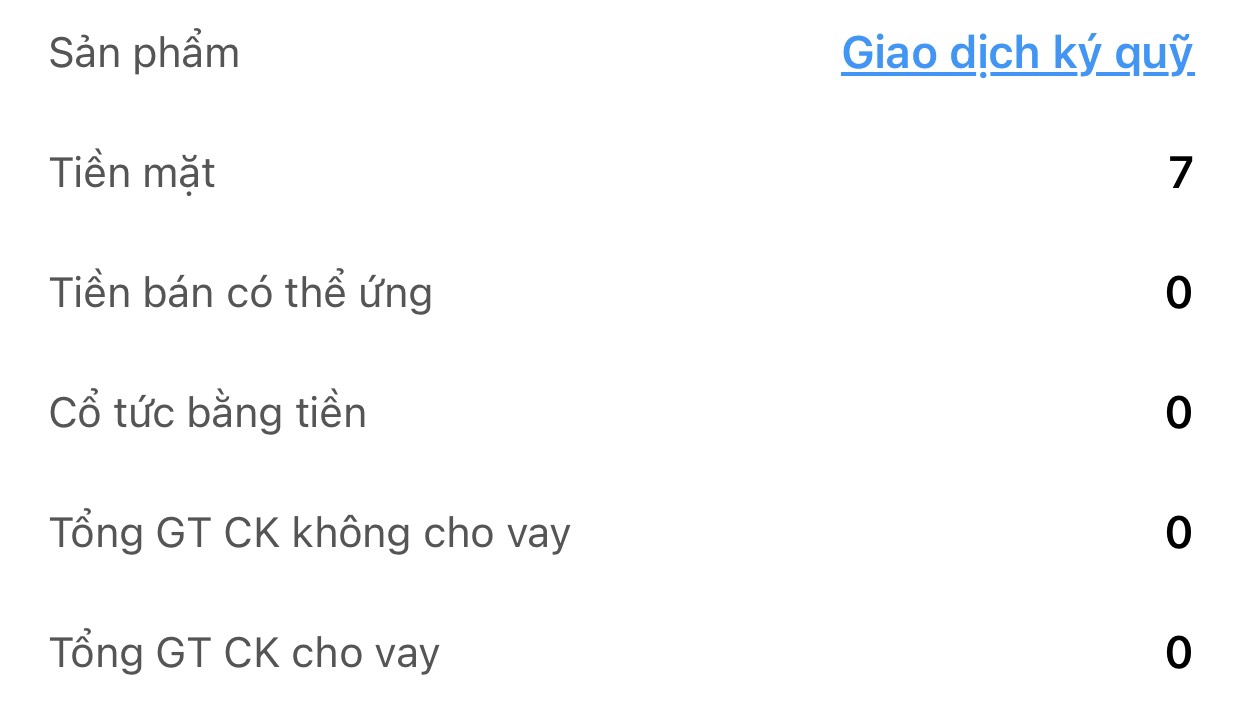 Sản phẩm Giao dịch ký quỹ
Tiền mặt 7
Tiền bán có thể ứng 0
Cổ tức bằng tiền 0
Tổng GT CK không cho vay 0
Tổng GT CK cho vay 0